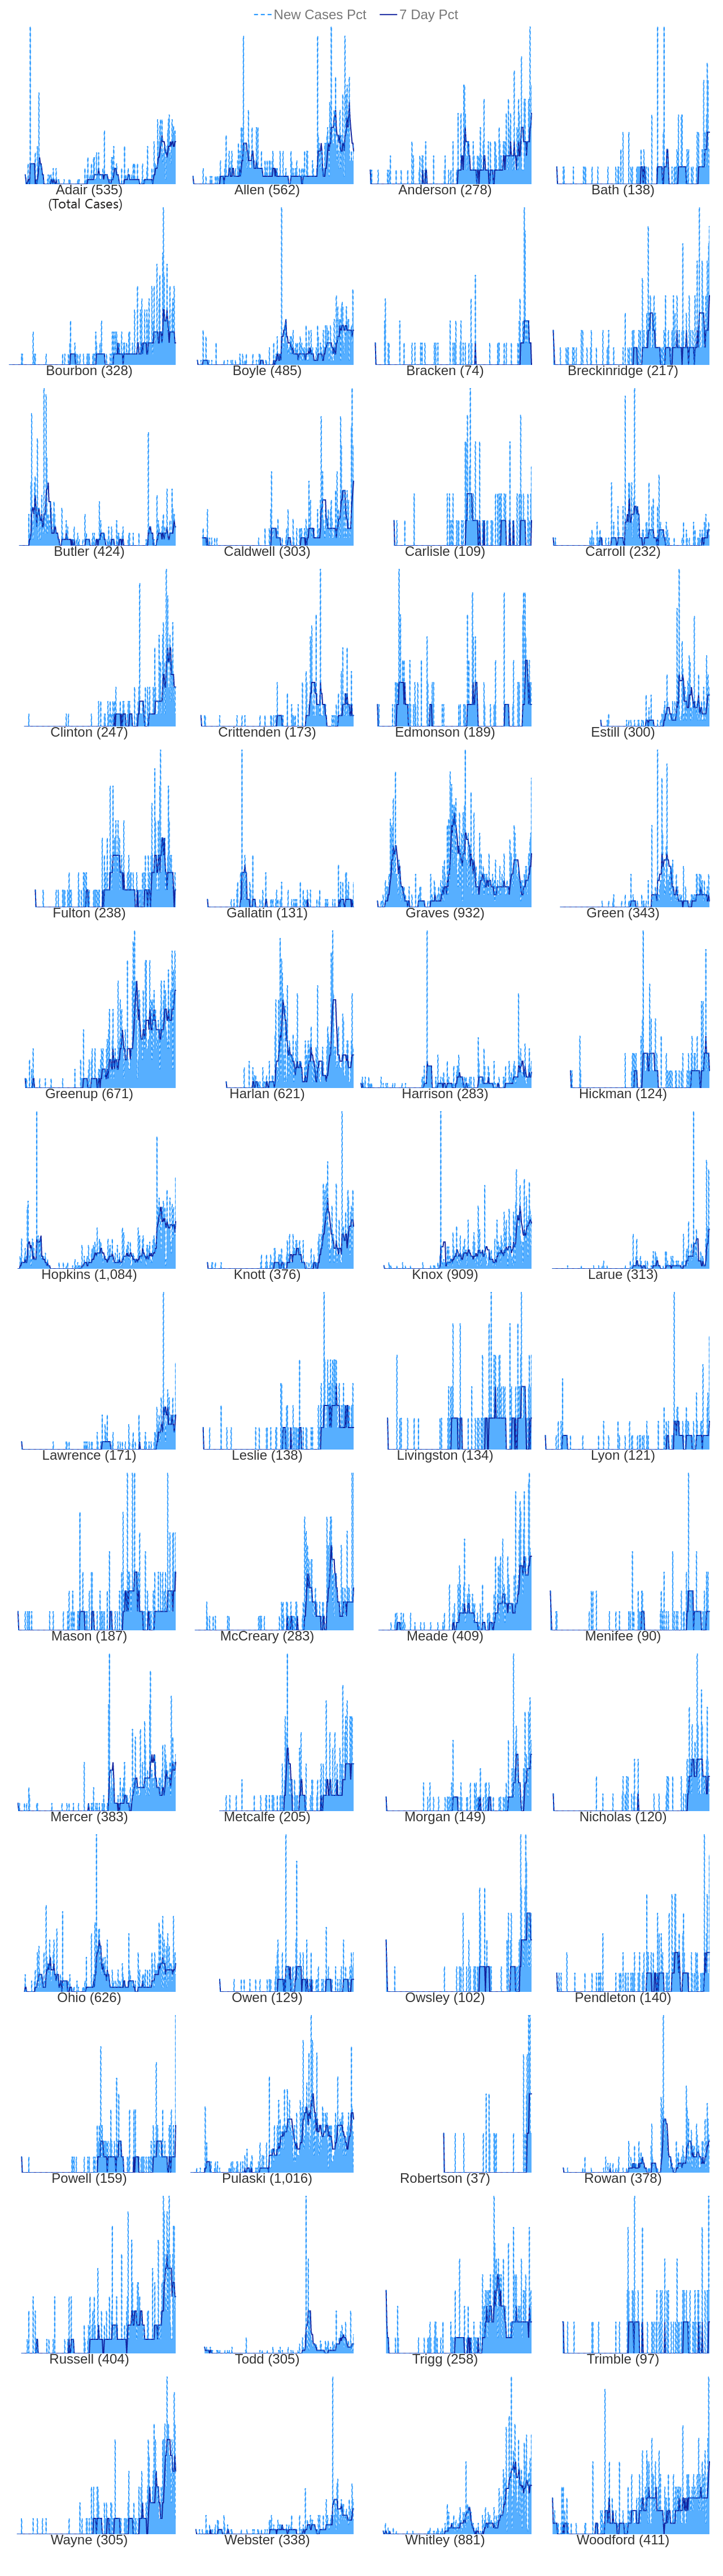 New Cases Pct 7 Day Pct
Adair (535) Allen (562) Anderson (278) Bath (138)
(Total Cases)
Bourbon (328) Boyle (485) Bracken (74) Breckinridge (217)
Butler (424) Caldwell (303) Carlisle (109) Carroll (232)
Clinton (247) Crittenden (173) Edmonson (189) Estill (300)
Fulton (238) Gallatin (131) Graves (932) Green (343)
Greenup (671) Harlan (621) Harrison (283) Hickman (124)
Hopkins (1,084) Knott (376) Knox (909) Larue (313)
Lawrence (171) Leslie (138) Livingston (134) Lyon (121)
Mason (187) McCreary (283) Meade (409) Menifee (90)
Mercer (383) Metcalfe (205) Morgan (149) Nicholas (120)
Ohio (626) Owen (129) Owsley (102) Pendleton (140)
Powell (159) Pulaski (1,016) Robertson (37) Rowan (378)
Russell (404) Todd (305) Trigg (258) Trimble (97)
Wayne (305) Webster (338) Whitley (881) Woodford (411)